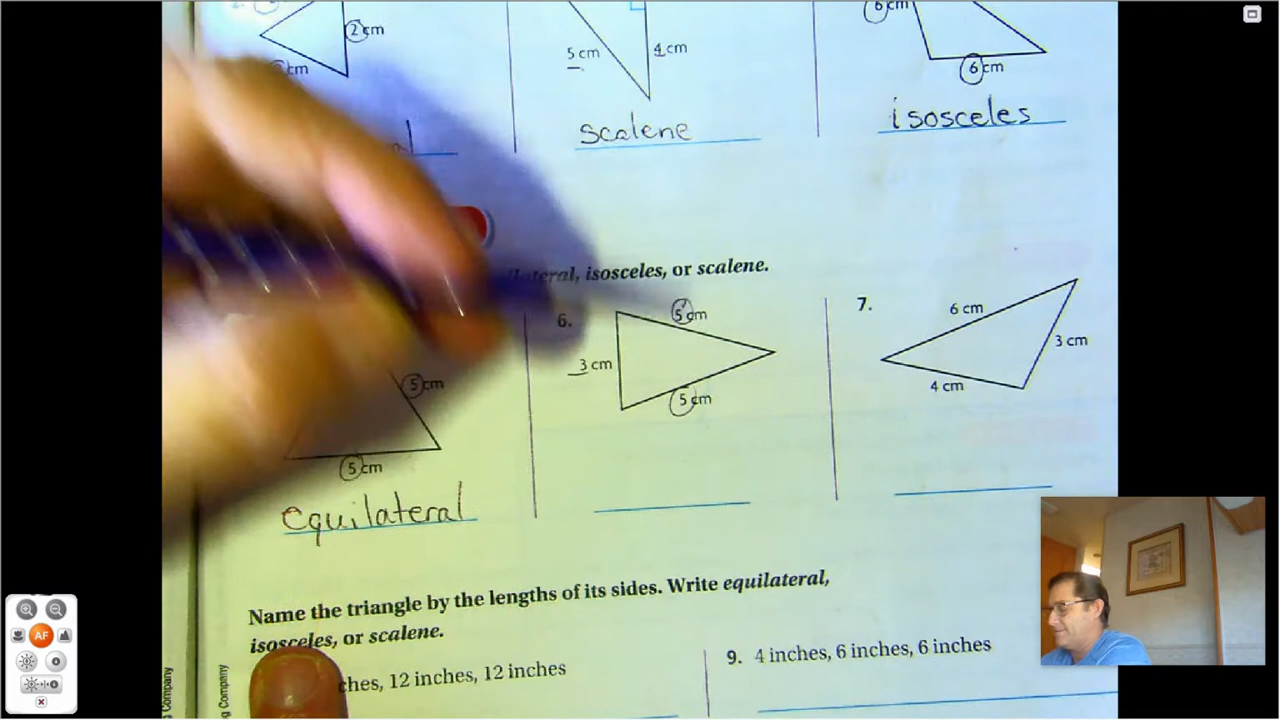 2 cm
cm
5 cm
4 cm
6 cm
6 cm
scalene
isosceles
isosceles, or scalene.
6.
5 cm
3 cm
5 cm
7.
6 cm
3 cm
4 cm
5 cm
5 cm
equilateral
Name the triangle by the lengths of its sides. Write equilateral,
isosceles, or scalene.
12 inches, 12 inches
9. 4 inches, 6 inches, 6 inches
Company
AF